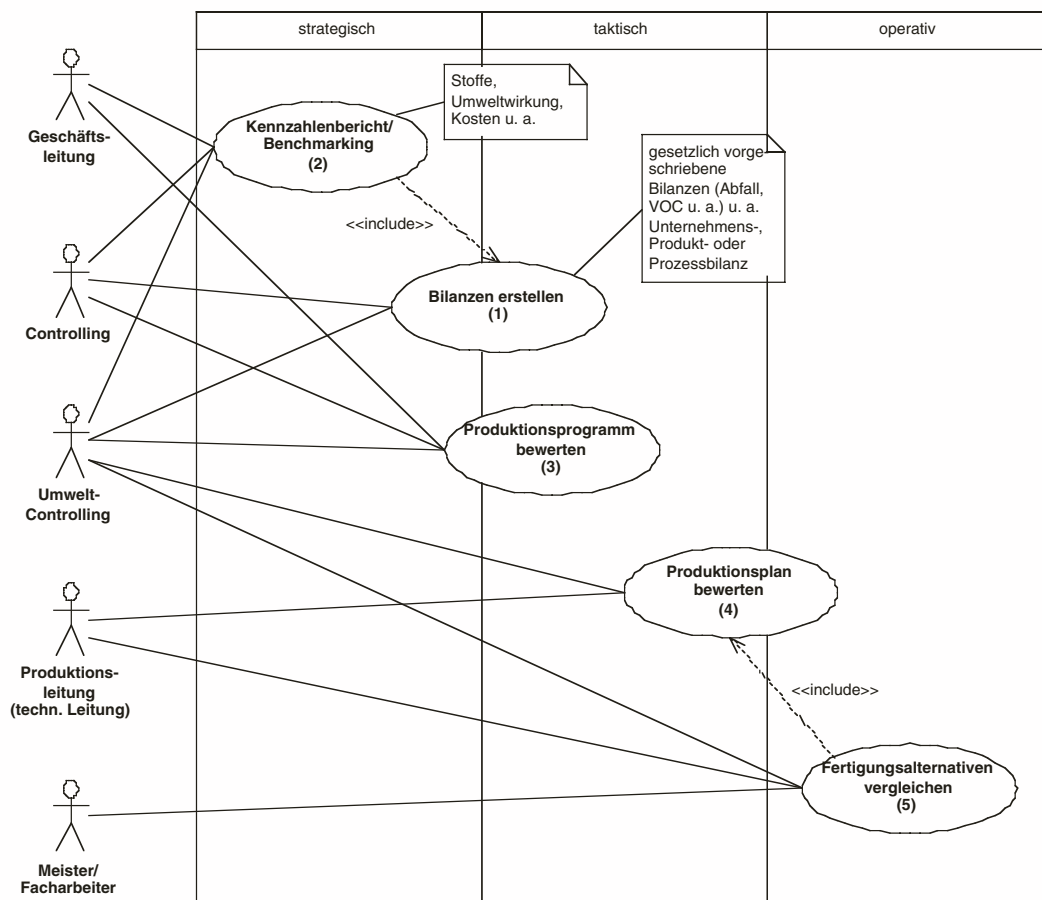 strategisch
taktisch
operativ
Geschäfts-
leitung
Kennzahlenbericht/
Benchmarking
(2)
Stoffe,
Umweltwirkung,
Kosten u. a.
gesetzlich vorge
schriebene
Bilanzen (Abfall,
VOC u. a.) u. a.
Unternehmens-,
Produkt- oder
Prozessbilanz
<<include>>
Controlling
Bilanzen erstellen
(1)
Umwelt-
Controlling
Produktionsprogramm
bewerten
(3)
Produktions-
leitung
(techn. Leitung)
Produktionsplan
bewerten
(4)
<<include>>
Fertigungsalternativen
vergleichen
(5)
Meister/
Facharbeiter